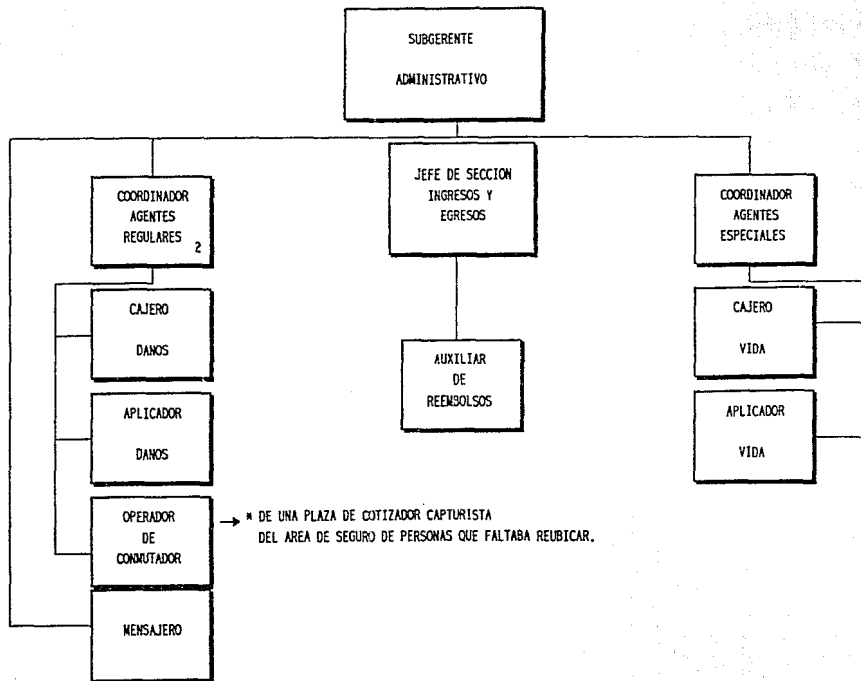 SUBGERENTE
ADMINISTRATIVO
COORDINADOR
AGENTES
REGULARES
2
JEFE DE SECCION
INGRESOS Y
EGRESOS
COORDINADOR
AGENTES
ESPECIALES
CAJERO
DANOS
AUXILIAR
DE
REEMBOLSOS
CAJERO
VIDA
APLICADOR
DANOS
APLICADOR
VIDA
OPERADOR
DE
CONMUTADOR
→ * DE UNA PLAZA DE COTIZADOR CAPTURISTA
DEL AREA DE SEGURO DE PERSONAS QUE FALTABA REUBICAR.
MENSAJERO